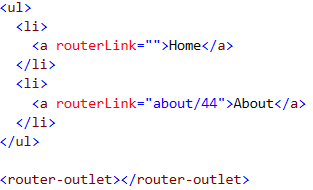 <ul>
  <li>
    <a routerLink="">Home</a>
  </li>
  <li>
    <a routerLink="about/44">About</a>
  </li>
</ul>

<router-outlet></router-outlet>